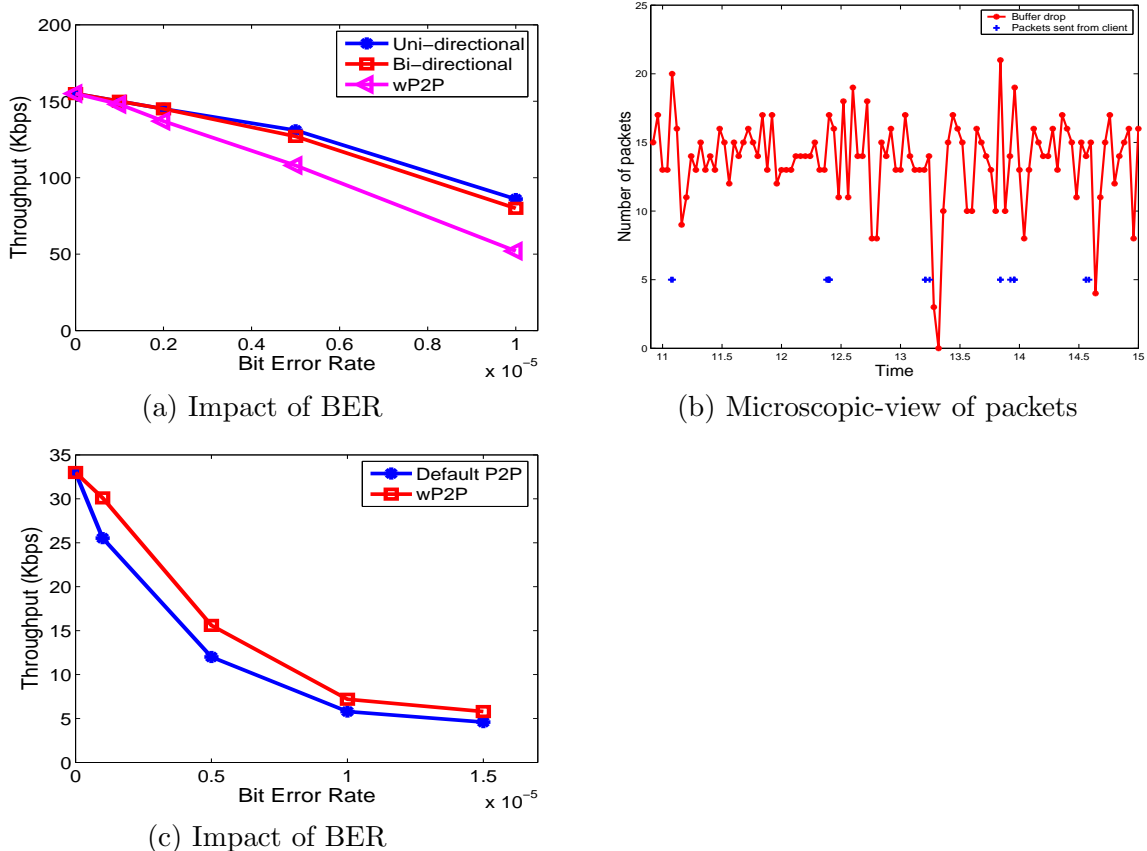 200
150
100
50
0
Throughput (Kbps)
Uni-directional
Bi-directional
wP2P
0 0.2 0.4 0.6 0.8 1
x 10⁻⁵
Bit Error Rate
(a) Impact of BER
25
20
15
10
5
0
Number of packets
Buffer drop
Packets sent from client
11 11.5 12 12.5 13 13.5 14 14.5 15
Time
(b) Microscopic-view of packets
35
30
25
20
15
10
5
0
Throughput (Kbps)
Default P2P
wP2P
0 0.5 1 1.5
x 10⁻⁵
Bit Error Rate
(c) Impact of BER